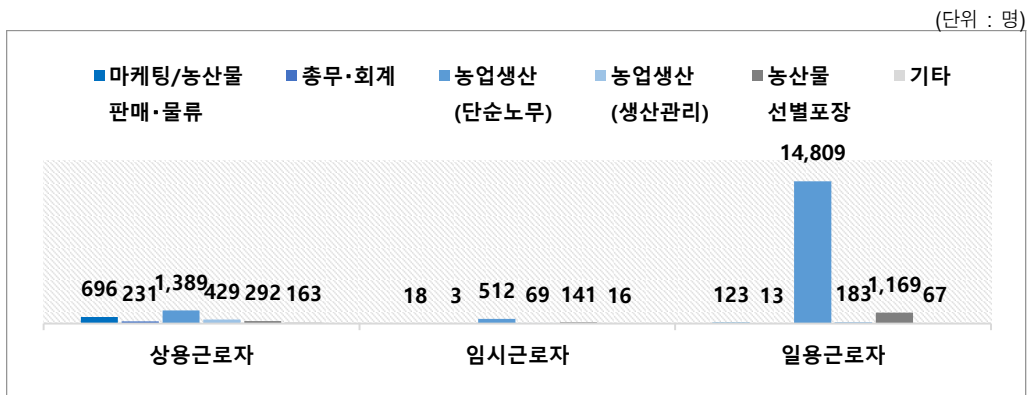 (단위 : 명)
마케팅/농산물 총무·회계 농업생산 농업생산 농산물 기타
판매·물류 (단순노무) (생산관리) 선별포장
14,809
696 231 1,389 429 292 163 18 3 512 69 141 16 123 13 183 1,169 67
상용근로자 임시근로자 일용근로자